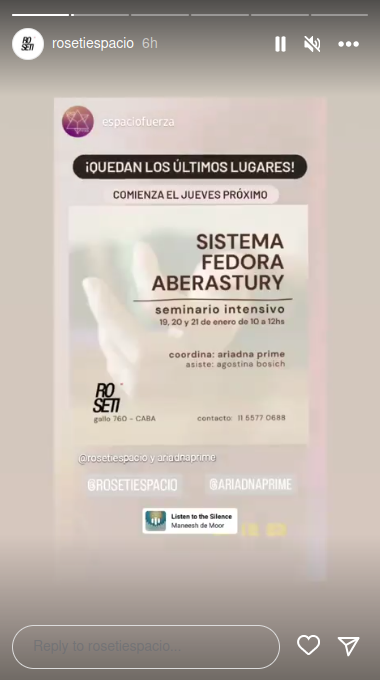 rosetiespacio 6h
espaciofuerza
¡QUEDAN LOS ÚLTIMOS LUGARES!
COMIENZA EL JUEVES PRÓXIMO
SISTEMA
FEDORA
ABERASTURY
seminario intensivo
19, 20 y 21 de enero de 10 a 12hs
coordina: ariadna prime
asiste: agostina bosich
RO
SETI
gallo 760 - CABA
contacto: 11 5577 0688
@rosetiespacio y ariadnaprime
@ROSETIESPACIO @ARIADNAPRIME
Listen to the Silence
Maneesh de Moor
Reply to rosetiespacio...